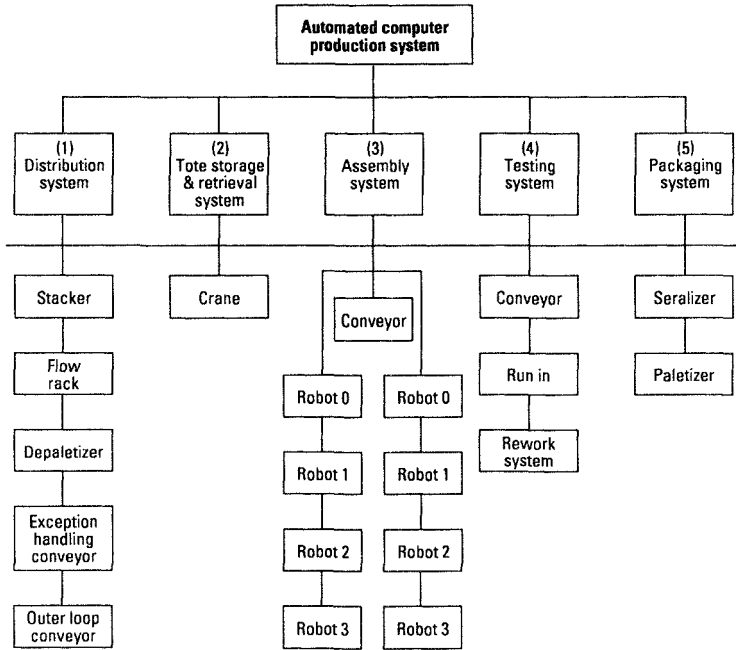 Automated computer
production system
(1)
Distribution
system
(2)
Tote storage
& retrieval
system
(3)
Assembly
system
(4)
Testing
system
(5)
Packaging
system
Stacker
Flow
rack
Depaletizer
Exception
handling
conveyor
Outer loop
conveyor
Crane
Conveyor
Robot 0
Robot 1
Robot 2
Robot 3
Robot 0
Robot 1
Robot 2
Robot 3
Conveyor
Run in
Rework
system
Seralizer
Paletizer